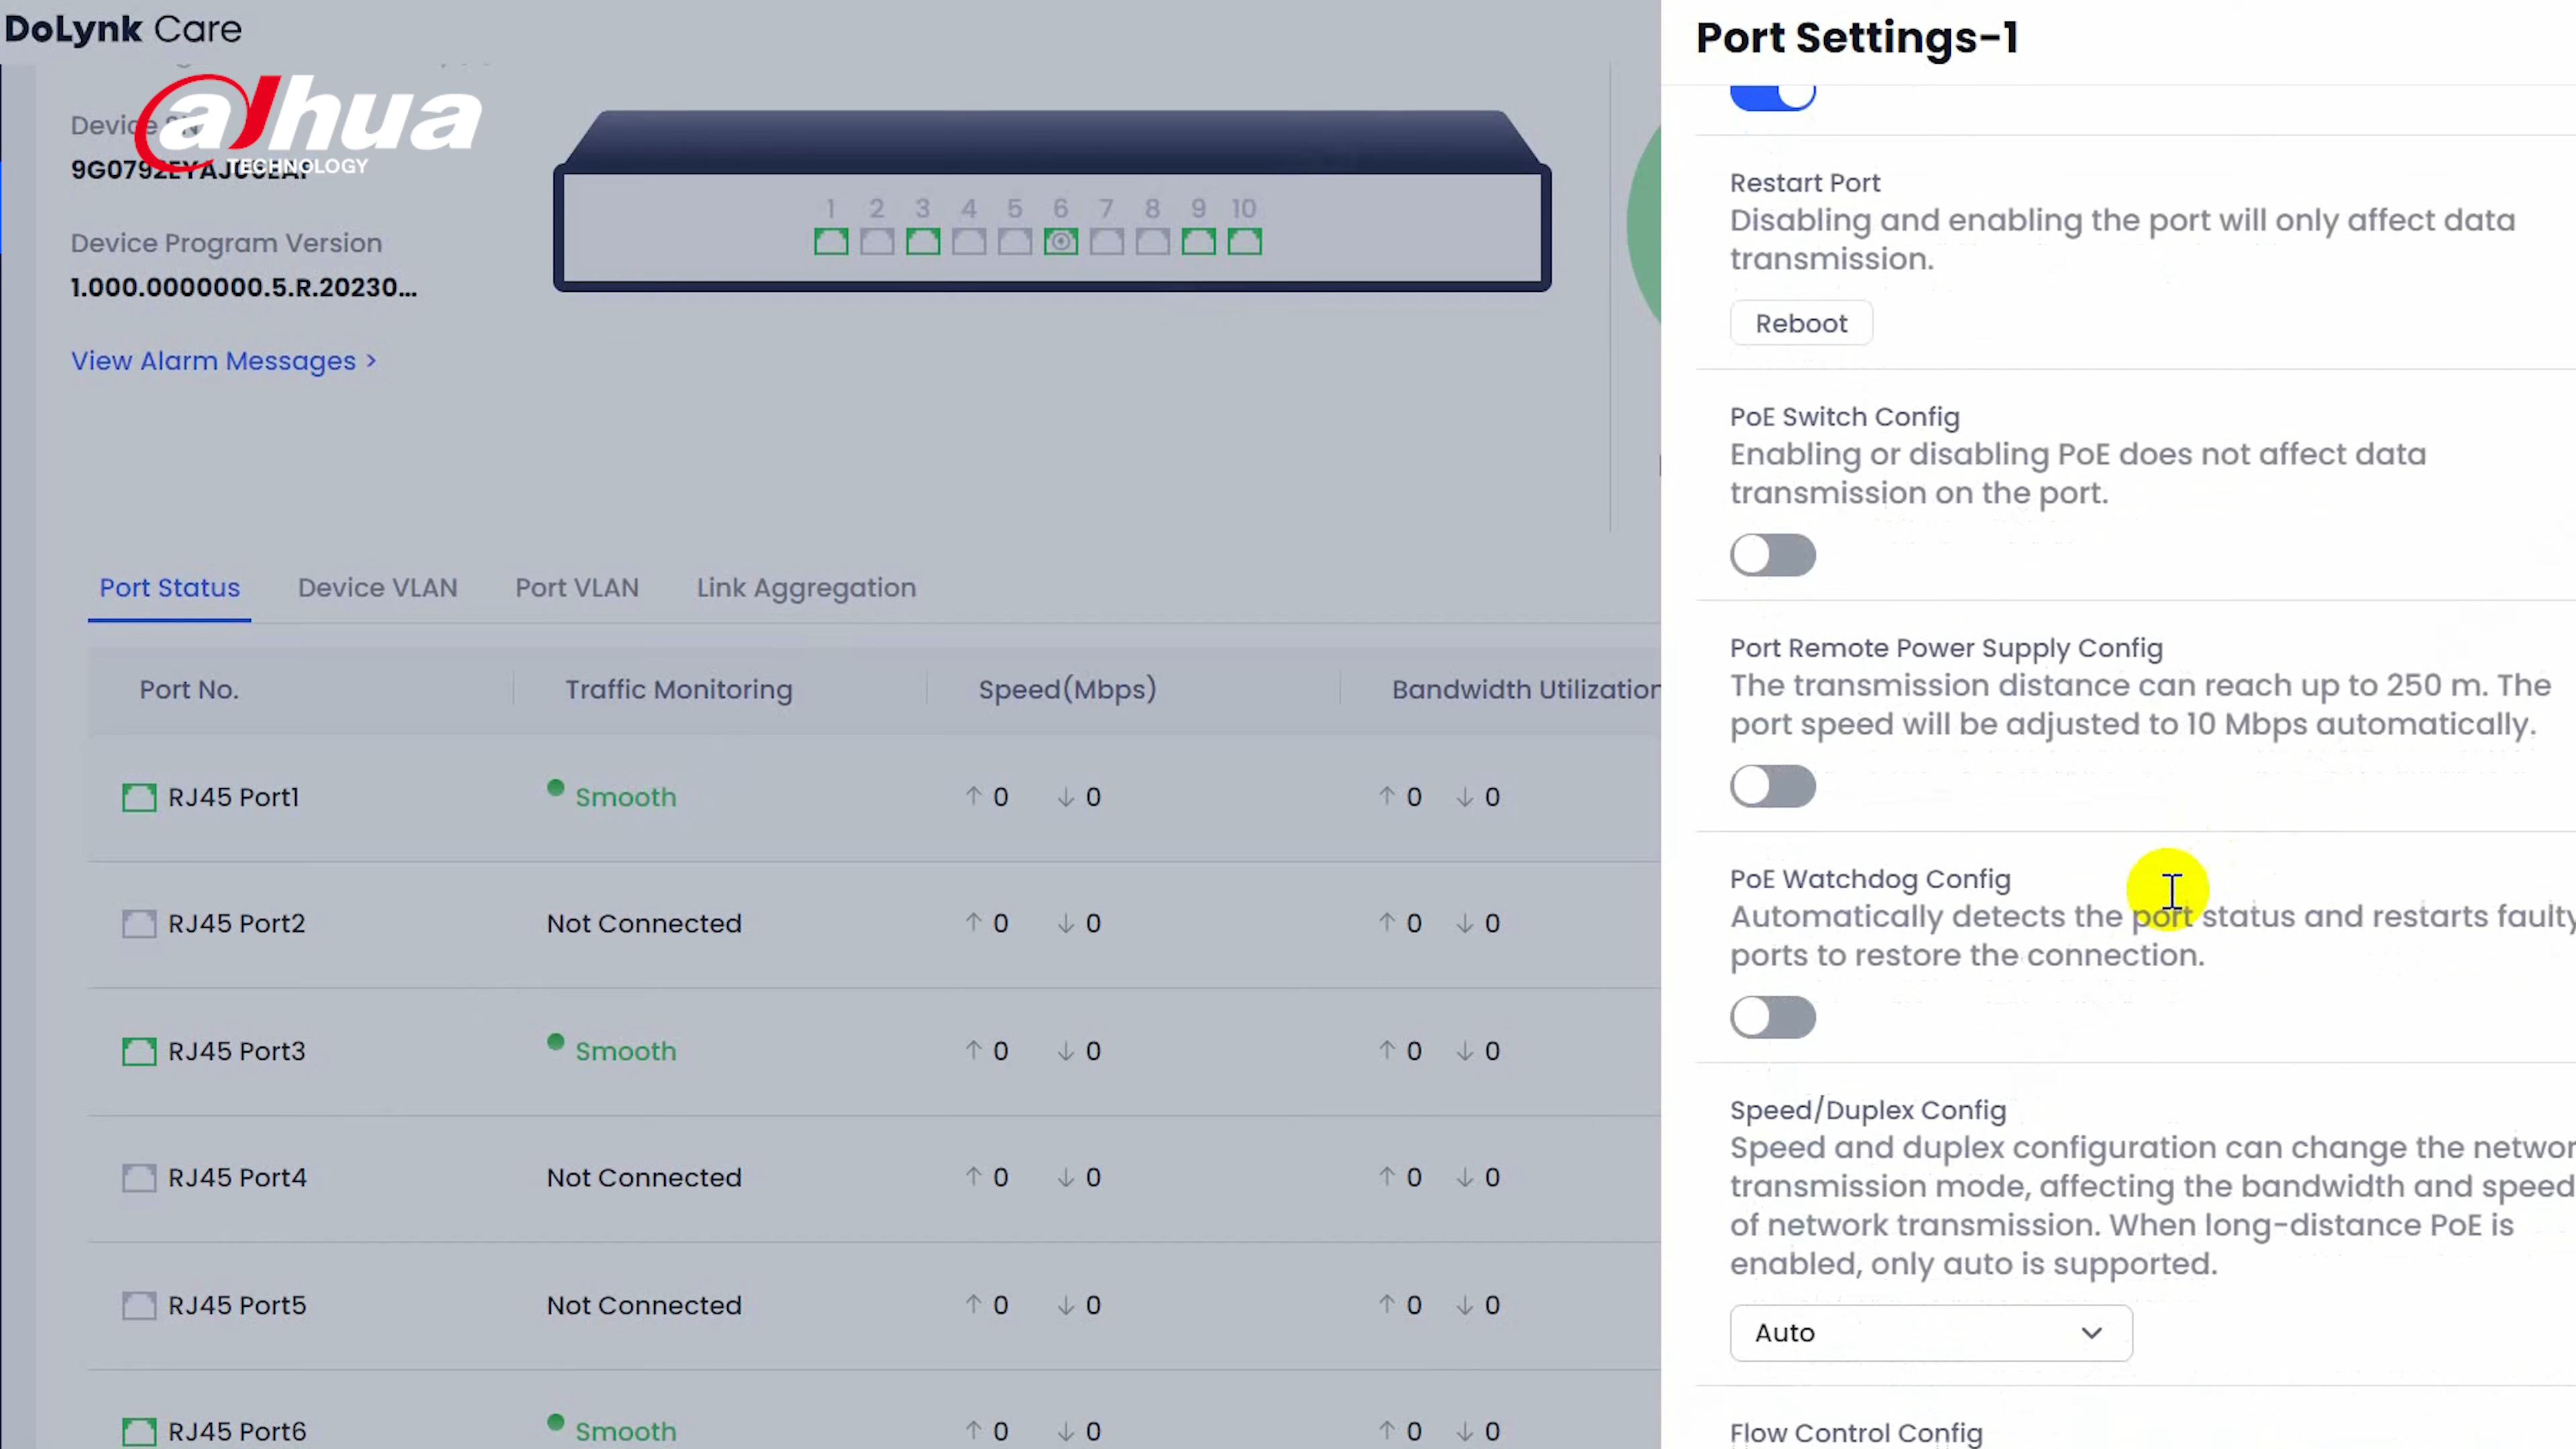 DoLynk Care
alhua
TECHNOLOGY
Device SN
Device Program Version
1.000.0000000.5.R.20230...
View Alarm Messages >
1 2 3 4 5 6 7 8 9 10
Port Status Device VLAN Port VLAN Link Aggregation
Port No. Traffic Monitoring Speed(Mbps) Bandwidth Utilization
RJ45 Port1 Smooth ↑ 0 ↓ 0 ↑ 0 ↓ 0
RJ45 Port2 Not Connected ↑ 0 ↓ 0 ↑ 0 ↓ 0
RJ45 Port3 Smooth ↑ 0 ↓ 0 ↑ 0 ↓ 0
RJ45 Port4 Not Connected ↑ 0 ↓ 0 ↑ 0 ↓ 0
RJ45 Port5 Not Connected ↑ 0 ↓ 0 ↑ 0 ↓ 0
RJ45 Port6 Smooth ↑ 0 ↓ 0 ↑ 0 ↓ 0
Port Settings-1
Restart Port
Disabling and enabling the port will only affect data
transmission.
Reboot
PoE Switch Config
Enabling or disabling PoE does not affect data
transmission on the port.
Port Remote Power Supply Config
The transmission distance can reach up to 250 m. The
port speed will be adjusted to 10 Mbps automatically.
PoE Watchdog Config
Automatically detects the port status and restarts faulty
ports to restore the connection.
Speed/Duplex Config
Speed and duplex configuration can change the networ
transmission mode, affecting the bandwidth and speed
of network transmission. When long-distance PoE is
enabled, only auto is supported.
Auto
Flow Control Config